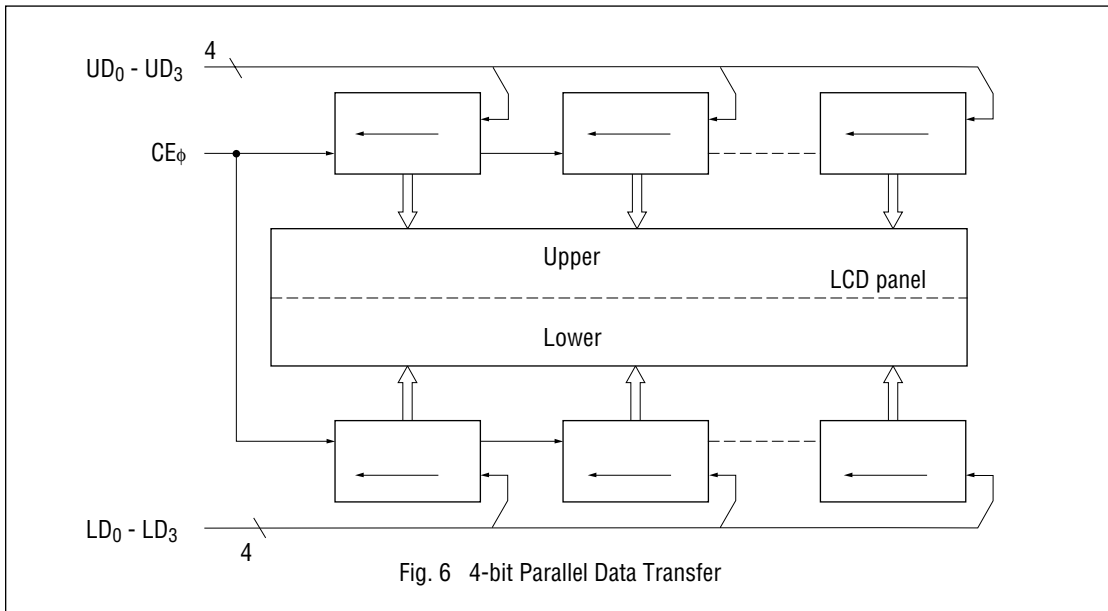 4
UD₀ - UD₃
CEφ
Upper
LCD panel
Lower
LD₀ - LD₃
4
Fig. 6 4-bit Parallel Data Transfer